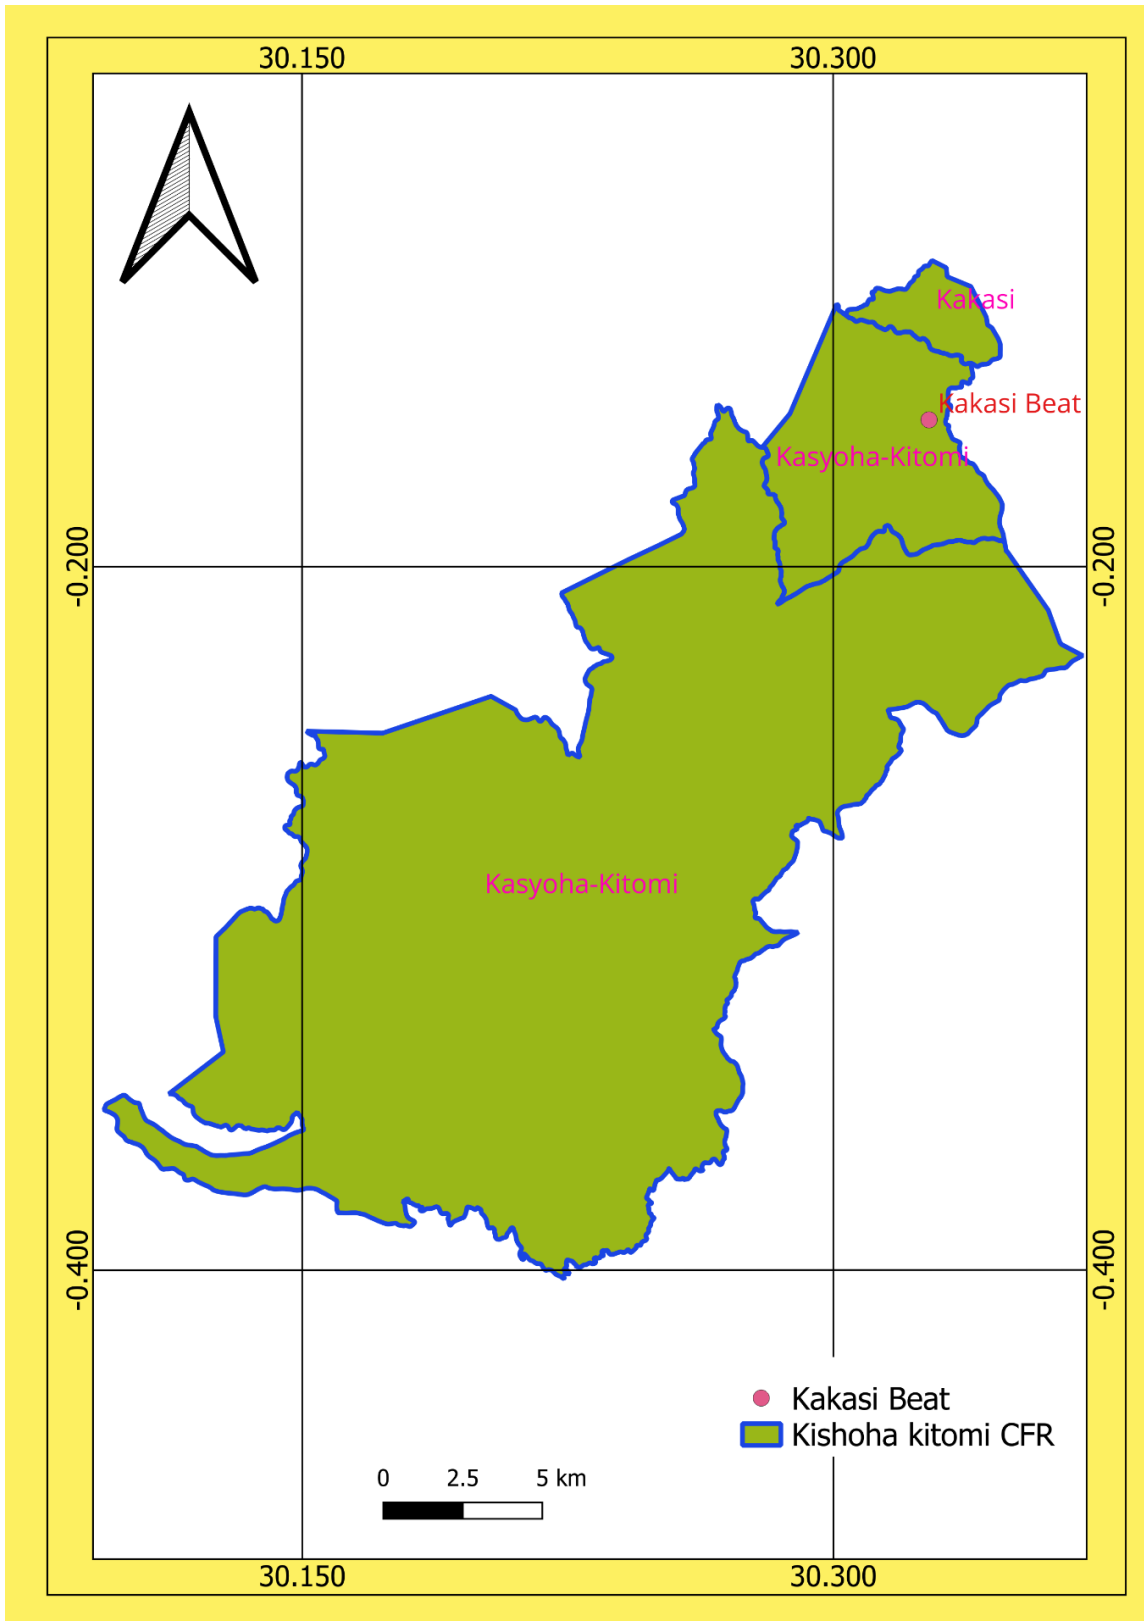 30.150 30.300
Kakasi
Kakasi Beat
Kasyoha-Kitomi
-0.200 -0.200
Kasyoha-Kitomi
-0.400 -0.400
Kakasi Beat
Kishoha kitomi CFR
0 2.5 5 km
30.150 30.300